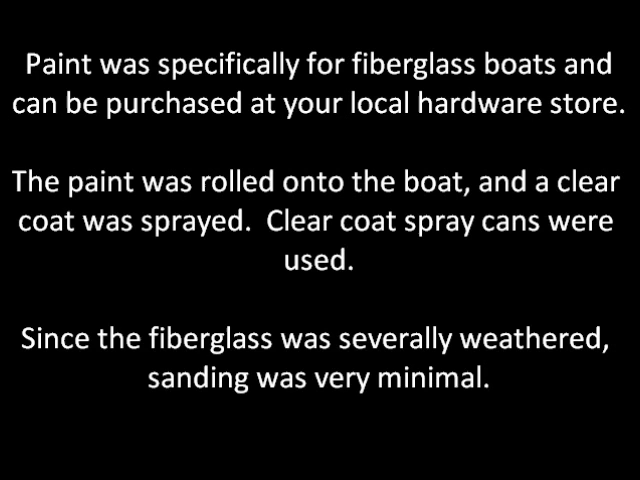 Paint was specifically for fiberglass boats and
can be purchased at your local hardware store.
The paint was rolled onto the boat, and a clear
coat was sprayed.  Clear coat spray cans were
used.
Since the fiberglass was severally weathered,
sanding was very minimal.